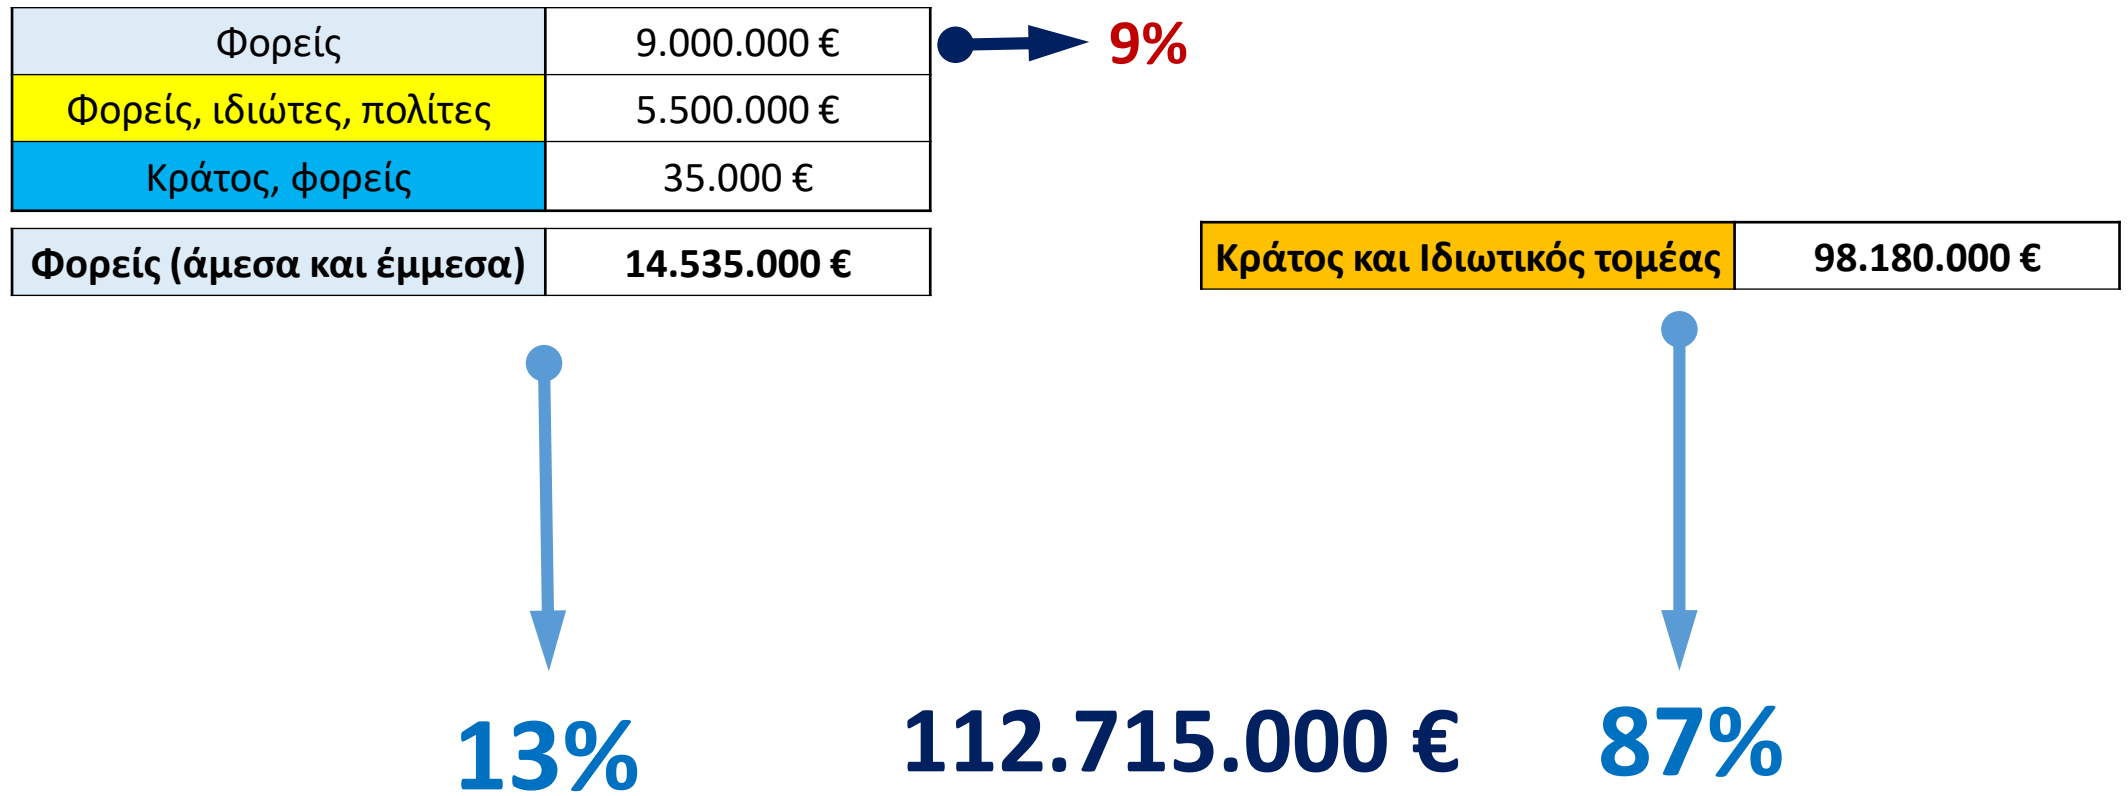 Φορείς 9.000.000 € 9%
Φορείς, ιδιώτες, πολίτες 5.500.000 €
Κράτος, φορείς 35.000 €
Φορείς (άμεσα και έμμεσα) 14.535.000 €
Κράτος και Ιδιωτικός τομέας 98.180.000 €
13% 112.715.000 € 87%